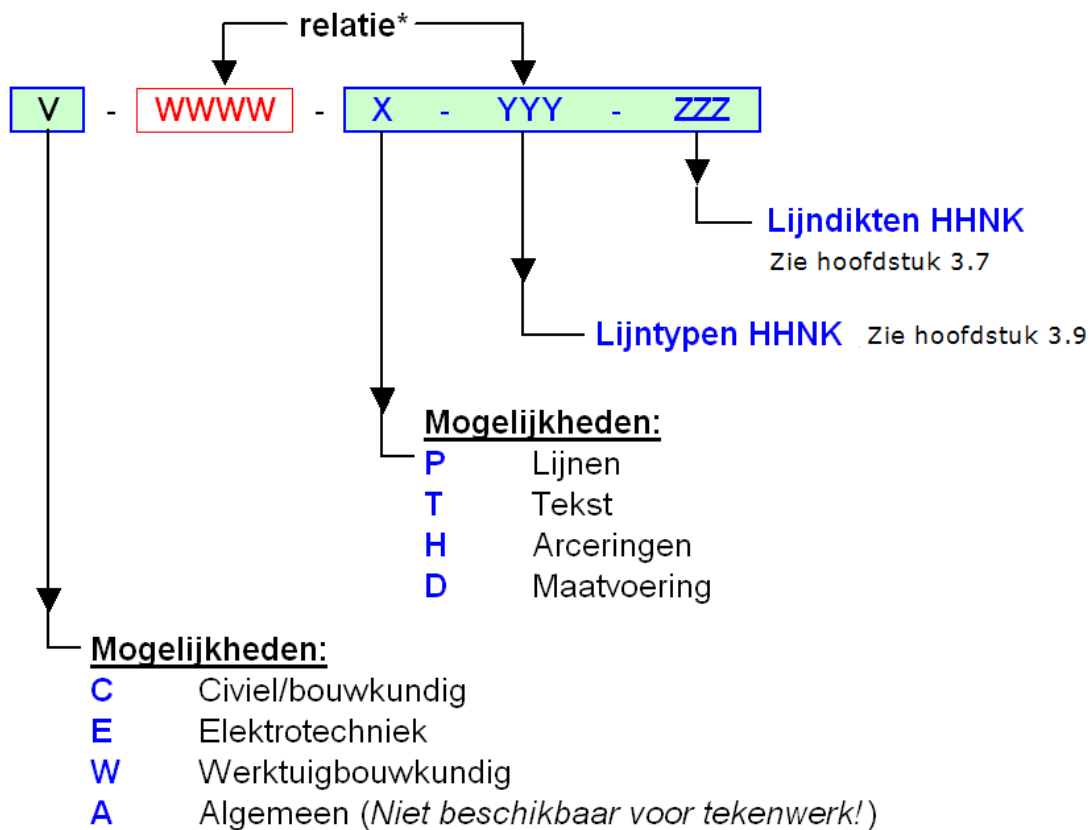 relatie*
V - WWWW - X - YYY - ZZZ
Lijndikten HHNK
Zie hoofdstuk 3.7
Lijntypen HHNK Zie hoofdstuk 3.9
Mogelijkheden:
P Lijnen
T Tekst
H Arceringen
D Maatvoering
Mogelijkheden:
C Civiel/bouwkundig
E Elektrotechniek
W Werktuigbouwkundig
A Algemeen (Niet beschikbaar voor tekenwerk!)